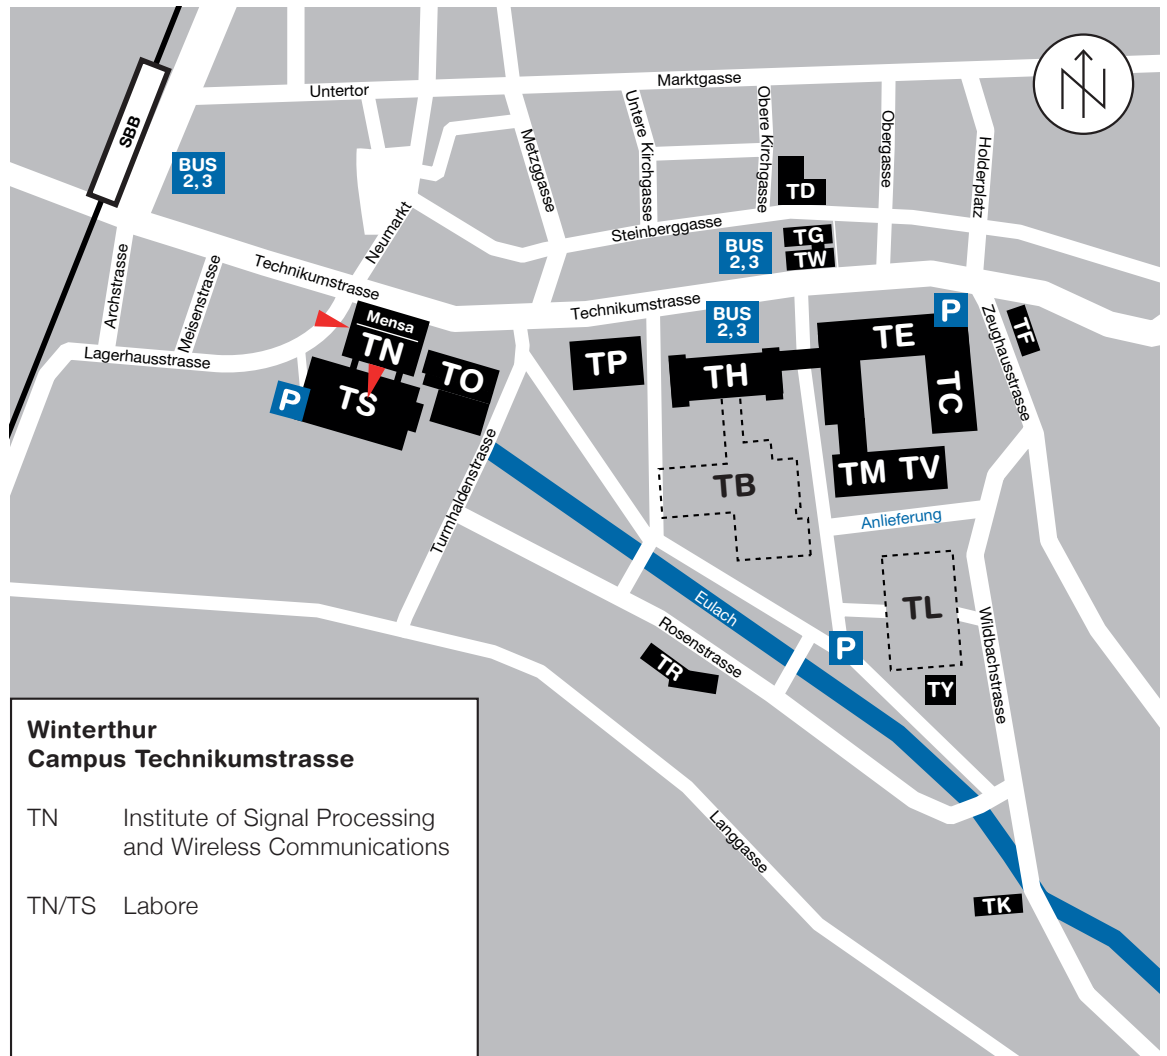 Untertor
Marktgasse
SBB
BUS
2, 3
Metzggasse
Untere Kirchgasse
Obere Kirchgasse
Obergasse
Holderplatz
N
TD
Neumarkt
Steinberggasse
TG
TW
BUS
2, 3
Archstrasse
Meisenstrasse
Technikumstrasse
Technikumstrasse
BUS
2, 3
P
Zeughausstrasse
TF
Lagerhausstrasse
Mensa
TN
TO
TS
P
TP
TH
TE
TC
TM TV
TB
Turmhaldenstrasse
Anlieferung
Eulach
TL
Rosenstrasse
P
TR
TY
Wildbachstrasse
Langgasse
TK
Winterthur
Campus Technikumstrasse
TN Institute of Signal Processing
and Wireless Communications
TN/TS Labore